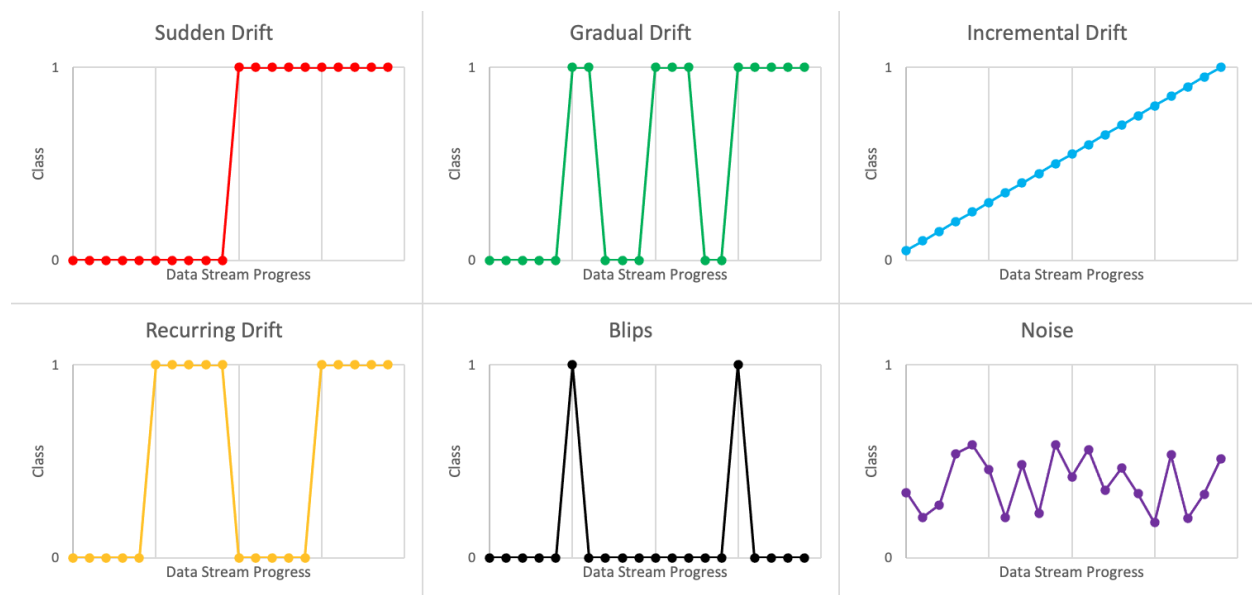 Sudden Drift
1
Class
0
Data Stream Progress
Gradual Drift
1
Class
0
Data Stream Progress
Incremental Drift
1
Class
0
Data Stream Progress
Recurring Drift
1
Class
0
Data Stream Progress
Blips
1
Class
0
Data Stream Progress
Noise
1
Class
0
Data Stream Progress